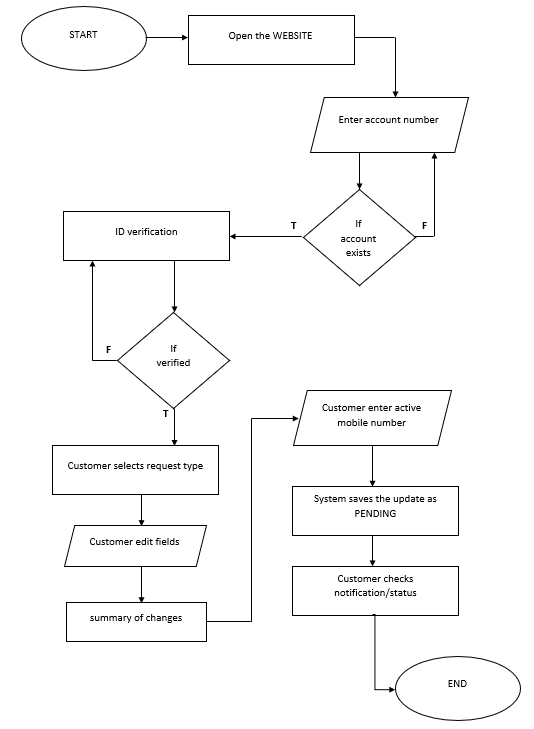 START
Open the WEBSITE
Enter account number
If
account
exists
T
F
ID verification
If
verified
F
T
Customer selects request type
Customer edit fields
summary of changes
Customer enter active
mobile number
System saves the update as
PENDING
Customer checks
notification/status
END